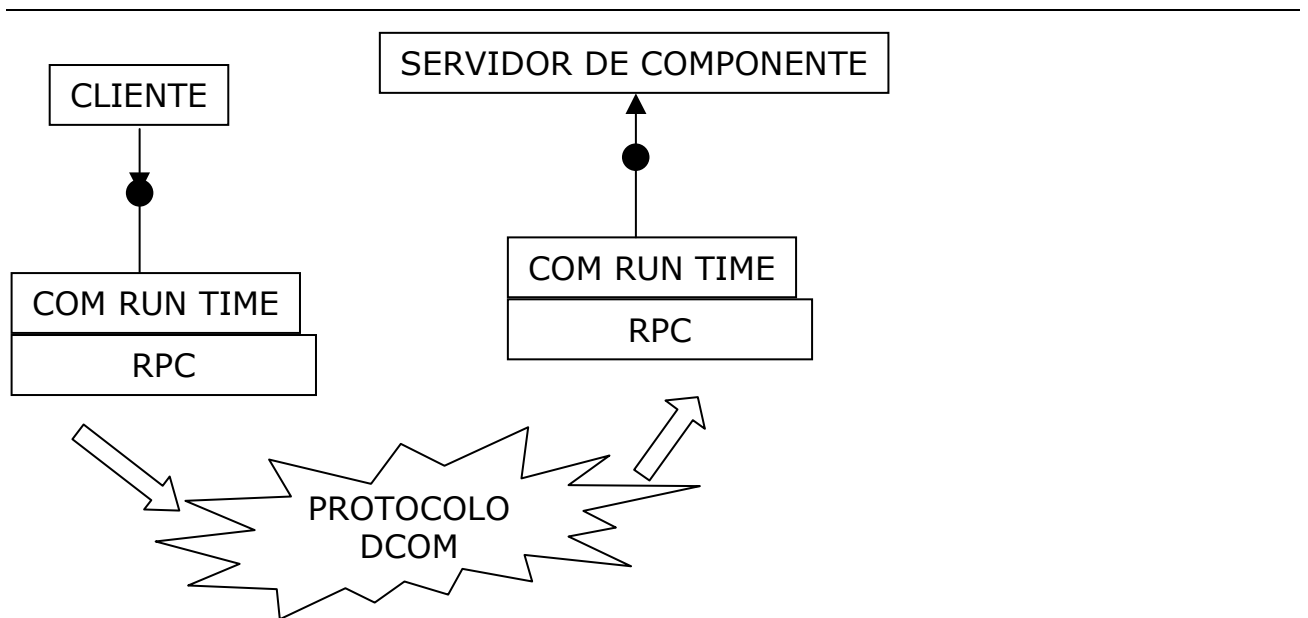 CLIENTE
SERVIDOR DE COMPONENTE
COM RUN TIME
RPC
COM RUN TIME
RPC
PROTOCOLO
DCOM